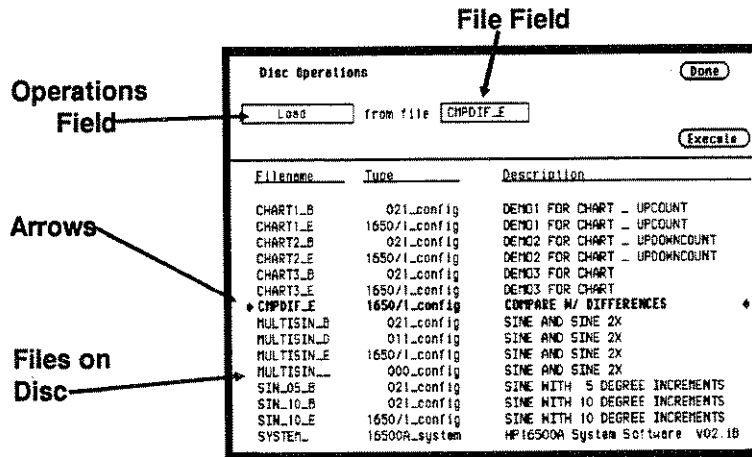 File Field
Disc Operations
Done
Operations
Field
Load from file CMPDIF_E
Execute
Filename Type Description
CHART1_B 021_config DEMO1 FOR CHART _ UPCOUNT
CHART1_E 1650/1_config DEMO1 FOR CHART _ UPCOUNT
CHART2_B 021_config DEMO2 FOR CHART _ UPDOWNCOUNT
CHART2_E 1650/1_config DEMO2 FOR CHART _ UPDOWNCOUNT
CHART3_B 021_config DEMO3 FOR CHART
CHART3_E 1650/1_config DEMO3 FOR CHART
CMPDIF_E 1650/1_config COMPARE W/ DIFFERENCES
MULTISIN_B 021_config SINE AND SINE 2X
MULTISIN_D 011_config SINE AND SINE 2X
MULTISIN_E 1650/1_config SINE AND SINE 2X
MULTISIN__ 000_config SINE AND SINE 2X
SIN_05_B 021_config SINE WITH 5 DEGREE INCREMENTS
SIN_10_B 021_config SINE WITH 10 DEGREE INCREMENTS
SIN_10_E 1650/1_config SINE WITH 10 DEGREE INCREMENTS
SYSTEM_ 16500A_system HP16500A System Software V02.18
Arrows
Files on
Disc